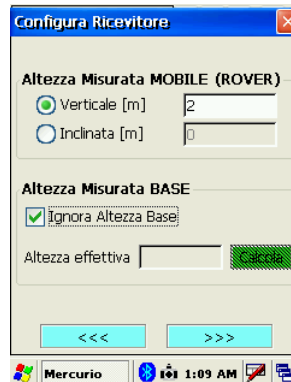 Configura Ricevitore
Altezza Misurata MOBILE (ROVER)
Verticale [m] 2
Inclinata [m] 0
Altezza Misurata BASE
Ignora Altezza Base
Altezza effettiva Calcola
<<< >>>
Mercurio 1:09 AM